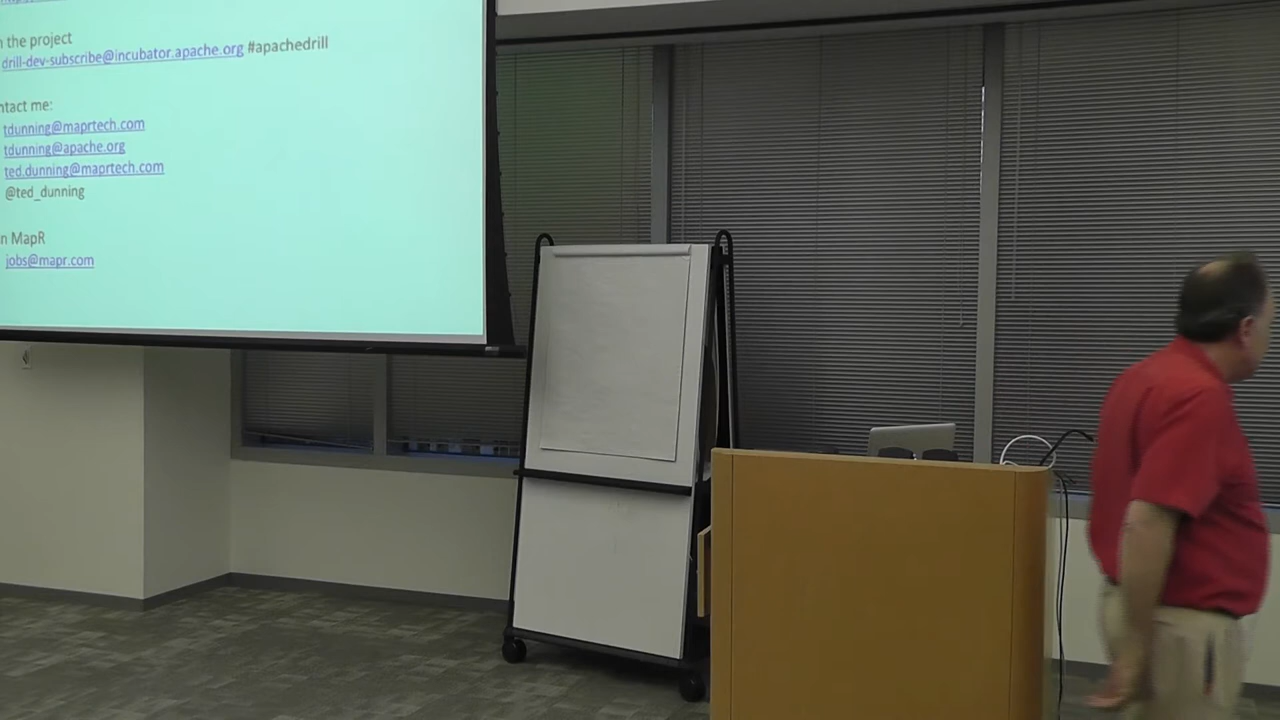 n the project
drill-dev-subscribe@incubator.apache.org #apachedrill
ntact me:
tdunning@maprtech.com
tdunning@apache.org
ted.dunning@maprtech.com
@ted_dunning
n MapR
jobs@mapr.com